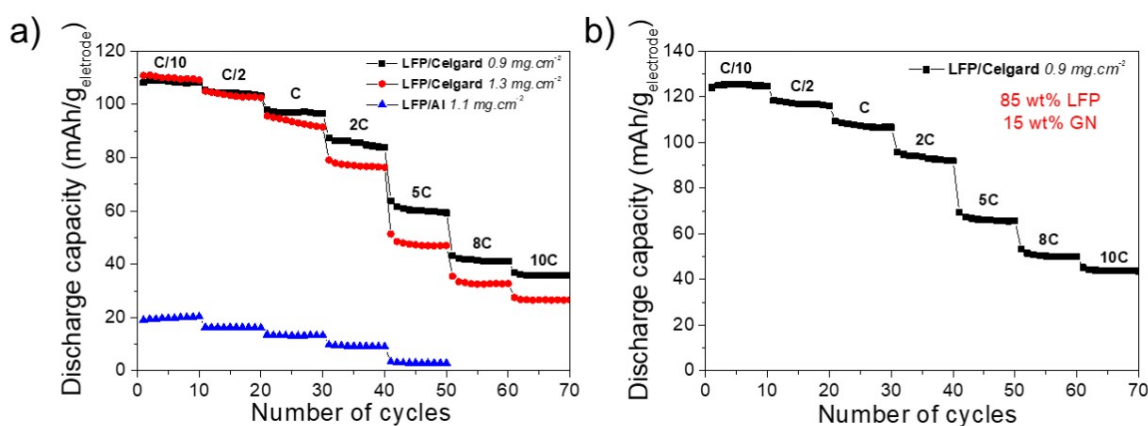 a)
Discharge capacity (mAh/g_eletrode)
120
100
80
60
40
20
0
C/10
C/2
C
2C
5C
8C
10C
LFP/Celgard 0.9 mg.cm⁻²
LFP/Celgard 1.3 mg.cm⁻²
LFP/Al 1.1 mg.cm⁻²
0 10 20 30 40 50 60 70
Number of cycles
b)
Discharge capacity (mAh/g_electrode)
140
120
100
80
60
40
20
0
C/10
C/2
C
2C
5C
8C
10C
LFP/Celgard 0.9 mg.cm⁻²
85 wt% LFP
15 wt% GN
0 10 20 30 40 50 60 70
Number of cycles